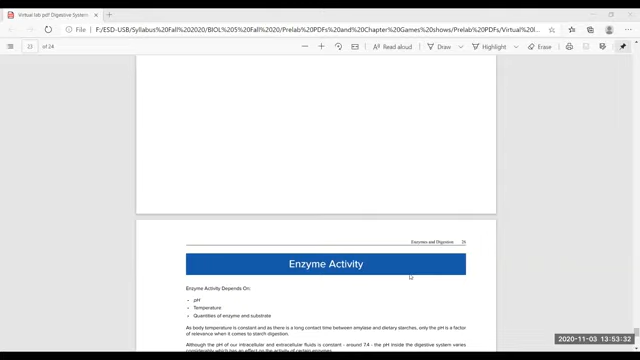 Virtual lab pdf Digestive System
File
F:/ESD-USB/Syllabus%20Fall%202020/BIOL%205%20Fall%20/Prelab%20PDFs%20and%20Chapter%20Games%20shows/Prelab%20PDFs/Virtual%20l...
23 of 24
Read aloud
Draw
Highlight
Erase
Enzymes and Digestive 24
Enzyme Activity
Enzyme Activity Depends On:
• pH
• Temperature
• Quantities of enzyme and substrate
As body temperature is constant and as there is a long contact time between amylase and dietary starches, only the pH is a factor
of relevance when it comes to starch digestion.
Although the pH of our intracellular and extracellular fluids is constant - around 7.4 - the pH inside the digestive system varies
considerably which has an effect on the activity of certain enzymes.
2020-11-03 13:53:32